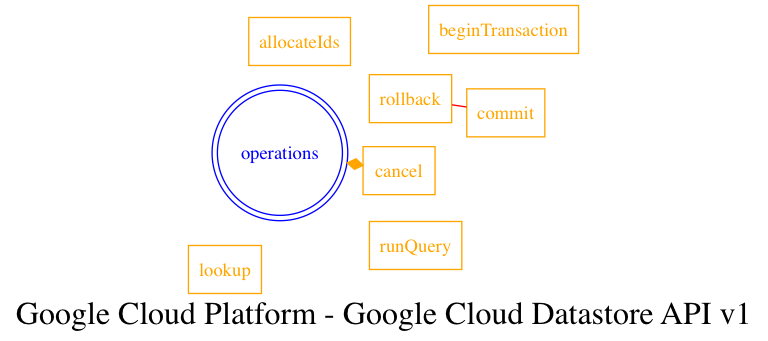 beginTransaction
allocateIds
rollback
commit
operations
cancel
runQuery
lookup
Google Cloud Platform - Google Cloud Datastore API v1